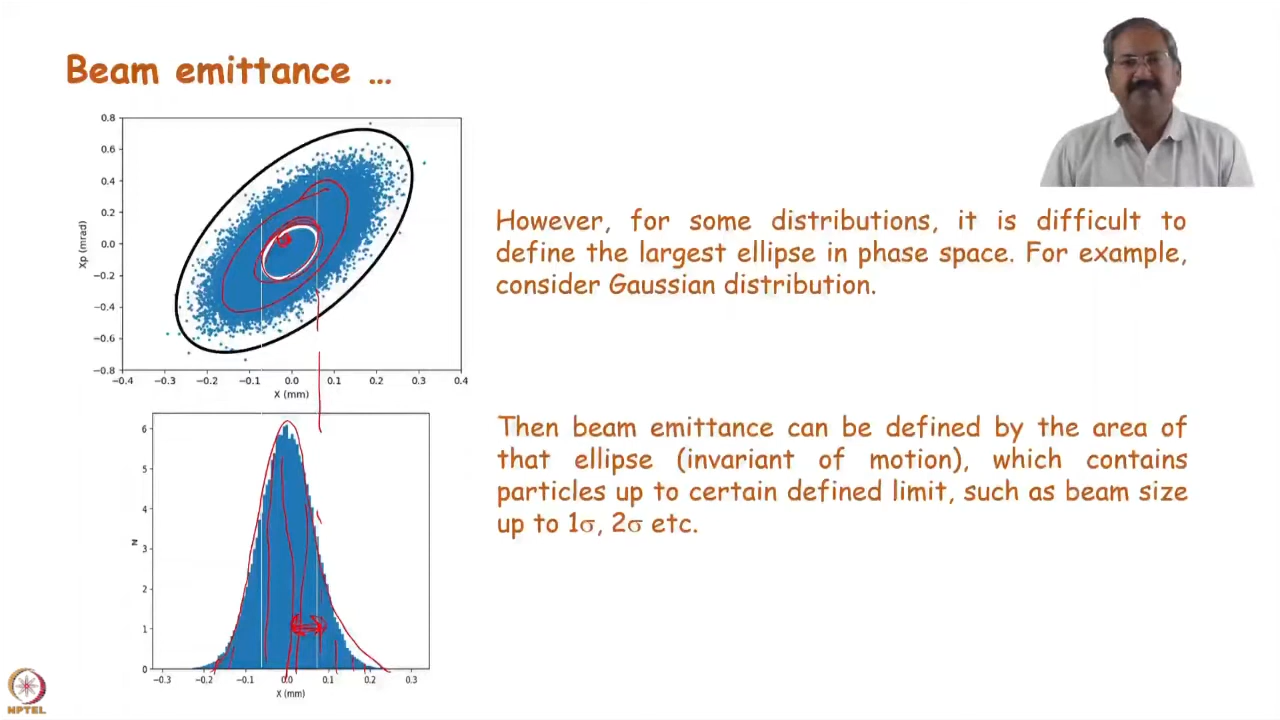 Beam emittance ...
0.8
0.6
0.4
0.2
0.0
−0.2
−0.4
−0.6
−0.8
Xp (mrad)
−0.4 −0.3 −0.2 −0.1 0.0 0.1 0.2 0.3 0.4
X (mm)
However, for some distributions, it is difficult to
define the largest ellipse in phase space. For example,
consider Gaussian distribution.
6
5
4
3
2
1
0
N
−0.3 −0.2 −0.1 0.0 0.1 0.2 0.3
X (mm)
Then beam emittance can be defined by the area of
that ellipse (invariant of motion), which contains
particles up to certain defined limit, such as beam size
up to 1σ, 2σ etc.
NPTEL